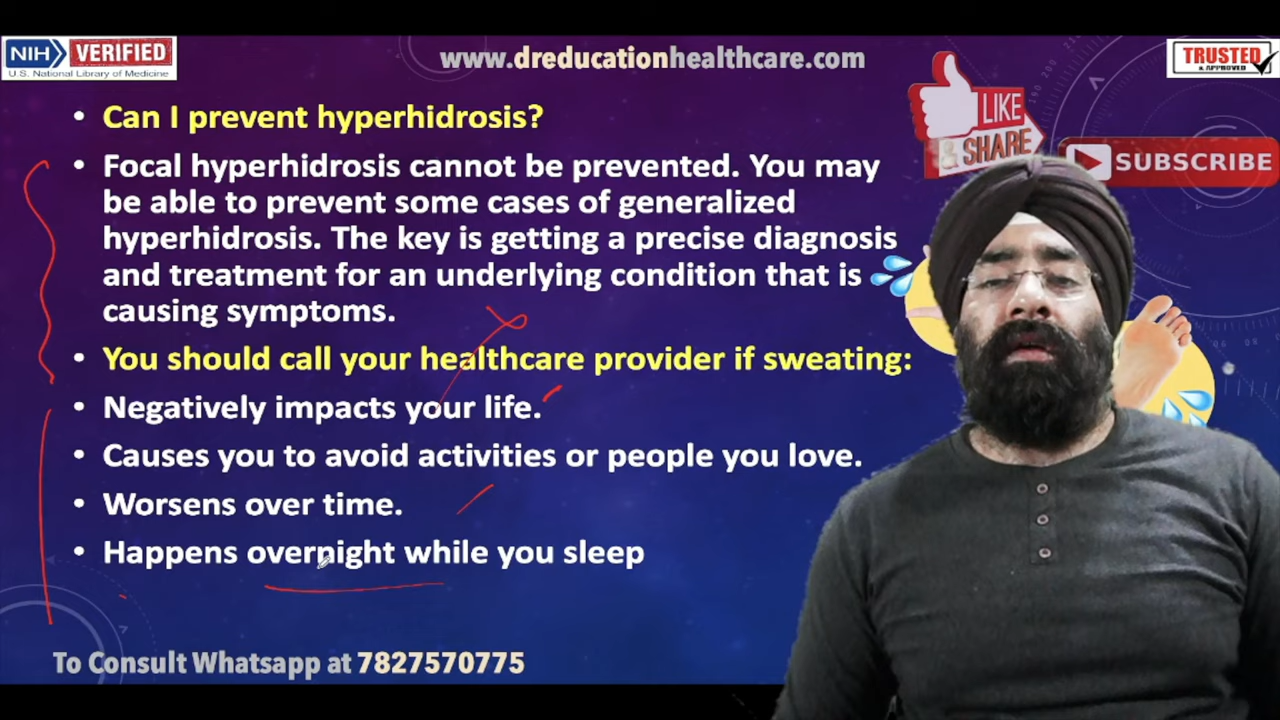 NIH VERIFIED
U.S. National Library of Medicine
www.dreducationhealthcare.com
TRUSTED
& APPROVED
LIKE
SHARE
SUBSCRIBE
• Can I prevent hyperhidrosis?
• Focal hyperhidrosis cannot be prevented. You may
be able to prevent some cases of generalized
hyperhidrosis. The key is getting a precise diagnosis
and treatment for an underlying condition that is
causing symptoms.
• You should call your healthcare provider if sweating:
• Negatively impacts your life.
• Causes you to avoid activities or people you love.
• Worsens over time.
• Happens overnight while you sleep
To Consult Whatsapp at 7827570775